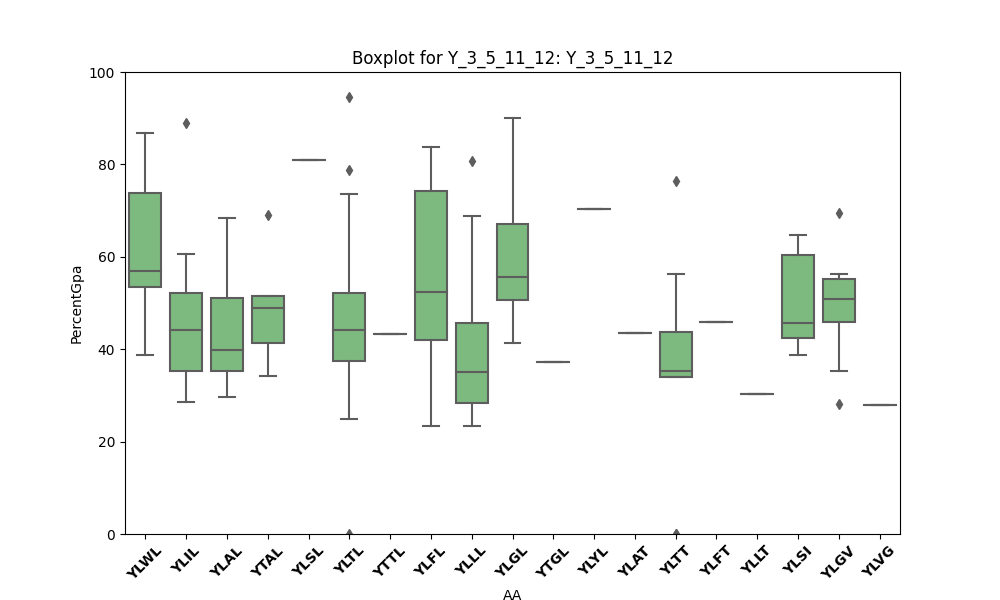 Boxplot for Y_3_5_11_12: Y_3_5_11_12
100
80
60
40
20
0
PercentGpa
YLWL YLIL YLAL YTAL YLSL YLTL YTTL YLFL YLLL YLGL YTGL YLYL YLAT YLTT YLFT YLLT YLSI YLGV YLVG
AA